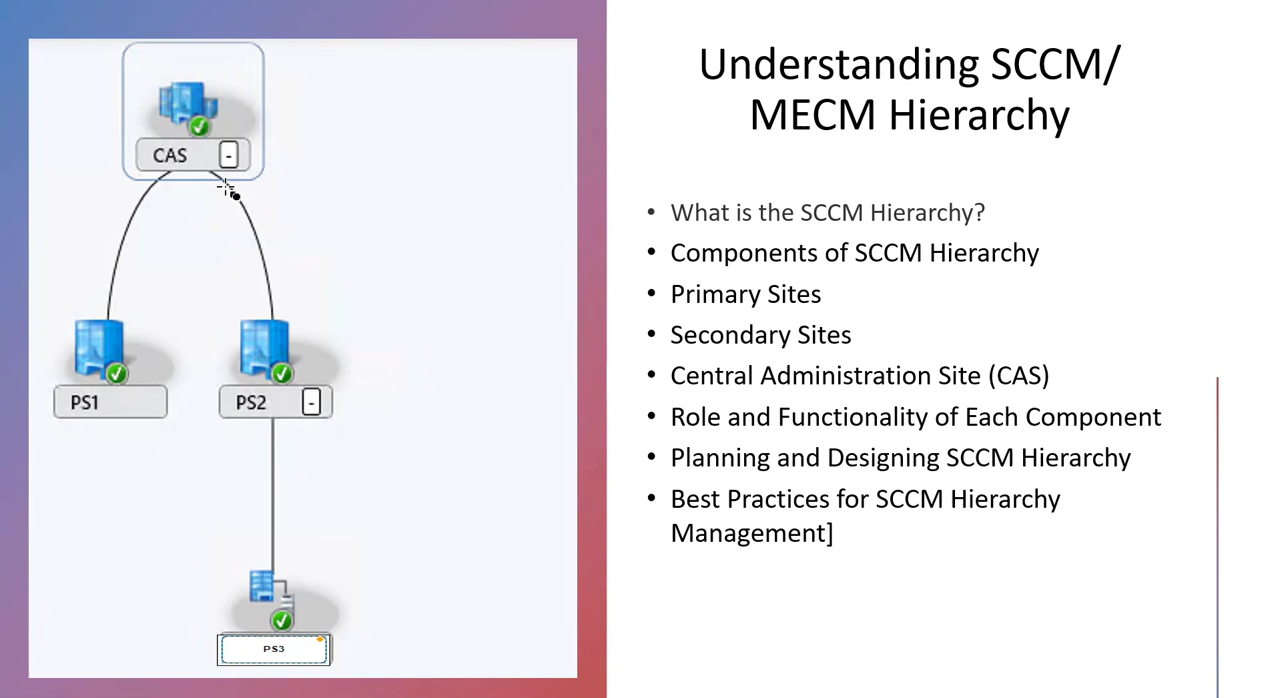 CAS -
PS1
PS2 -
PS3
Understanding SCCM/
MECM Hierarchy
• What is the SCCM Hierarchy?
• Components of SCCM Hierarchy
• Primary Sites
• Secondary Sites
• Central Administration Site (CAS)
• Role and Functionality of Each Component
• Planning and Designing SCCM Hierarchy
• Best Practices for SCCM Hierarchy
Management]